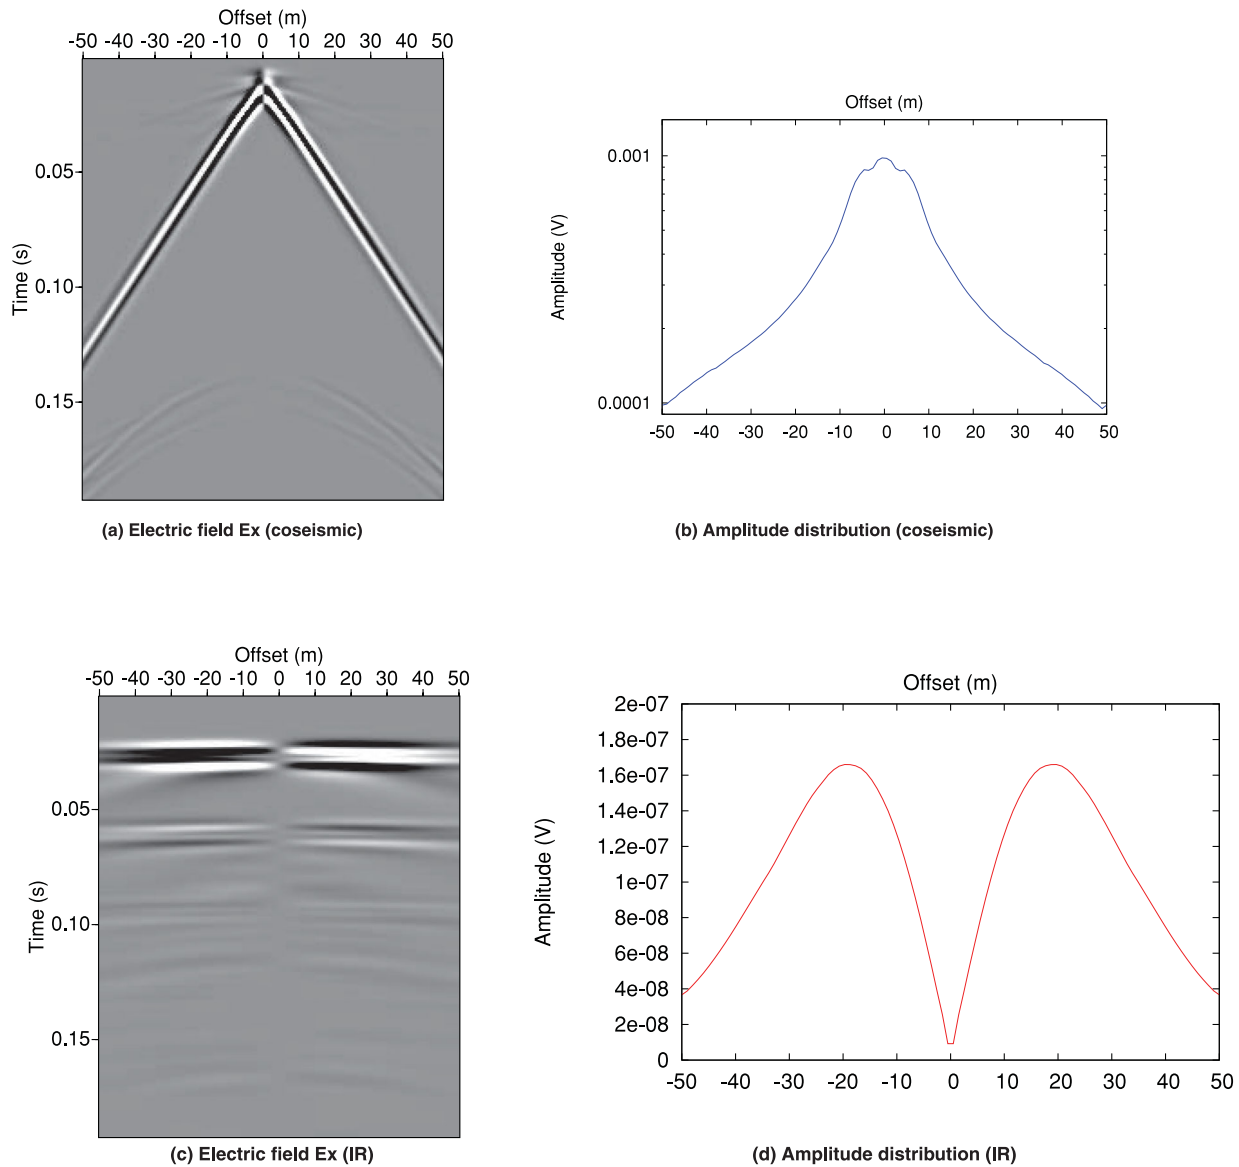 Offset (m)
-50 -40 -30 -20 -10 0 10 20 30 40 50
0.05
0.10
0.15
Time (s)
(a) Electric field Ex (coseismic)
Offset (m)
0.001
0.0001
Amplitude (V)
-50 -40 -30 -20 -10 0 10 20 30 40 50
(b) Amplitude distribution (coseismic)
Offset (m)
-50 -40 -30 -20 -10 0 10 20 30 40 50
0.05
0.10
0.15
Time (s)
(c) Electric field Ex (IR)
Offset (m)
2e-07
1.8e-07
1.6e-07
1.4e-07
1.2e-07
1e-07
8e-08
6e-08
4e-08
2e-08
0
Amplitude (V)
-50 -40 -30 -20 -10 0 10 20 30 40 50
(d) Amplitude distribution (IR)